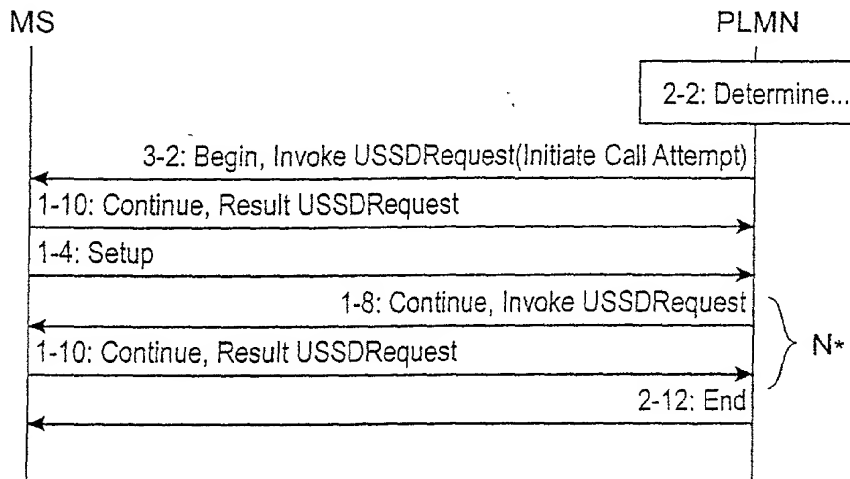 MS
PLMN
2-2: Determine...
3-2: Begin, Invoke USSDRequest(Initiate Call Attempt)
1-10: Continue, Result USSDRequest
1-4: Setup
1-8: Continue, Invoke USSDRequest
1-10: Continue, Result USSDRequest
N*
2-12: End